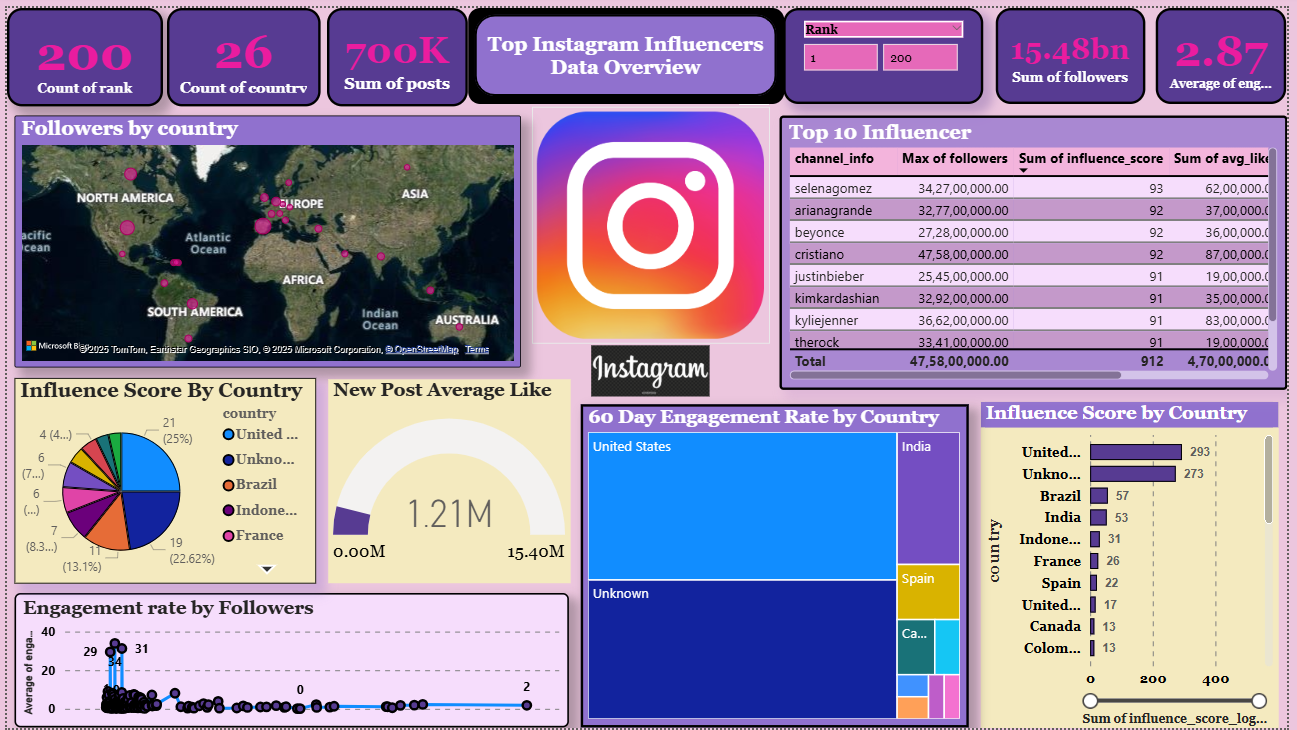 200
Count of rank
26
Count of country
700K
Sum of posts
Top Instagram Influencers
Data Overview
Rank
1
200
15.48bn
Sum of followers
2.87
Average of eng...
Followers by country
NORTH AMERICA
EUROPE
ASIA
acific
cean
Atlantic
Ocean
AFRICA
SOUTH AMERICA
Indian
Ocean
AUSTRALIA
Microsoft Bing
©2025 TomTom, Earthstar Geographics SIO, © 2025 Microsoft Corporation, © OpenStreetMap Terms
Instagram
Top 10 Influencer
channel_info Max of followers Sum of influence_score Sum of avg_like
selenagomez 34,27,00,000.00 93 62,00,000.0
arianagrande 32,77,00,000.00 92 37,00,000.0
beyonce 27,28,00,000.00 92 36,00,000.0
cristiano 47,58,00,000.00 92 87,00,000.0
justinbieber 25,45,00,000.00 91 19,00,000.0
kimkardashian 32,92,00,000.00 91 35,00,000.0
kyliejenner 36,62,00,000.00 91 83,00,000.0
therock 33,41,00,000.00 91 19,00,000.0
Total 47,58,00,000.00 912 4,70,00,000.0
Influence Score By Country
21
(25%)
19
(22.62%)
11
(13.1%)
7
(8.3...)
6
(...)
6
(7...)
4 (4...)
country
United ...
Unkno...
Brazil
Indone...
France
New Post Average Like
1.21M
0.00M
15.40M
60 Day Engagement Rate by Country
United States
Unknown
India
Spain
Ca...
Influence Score by Country
country
United... 293
Unkno... 273
Brazil 57
India 53
Indone... 31
France 26
Spain 22
United... 17
Canada 13
Colom... 13
0 200 400
Sum of influence_score_log...
Engagement rate by Followers
Average of enga...
40
20
0
29
34
31
0
2